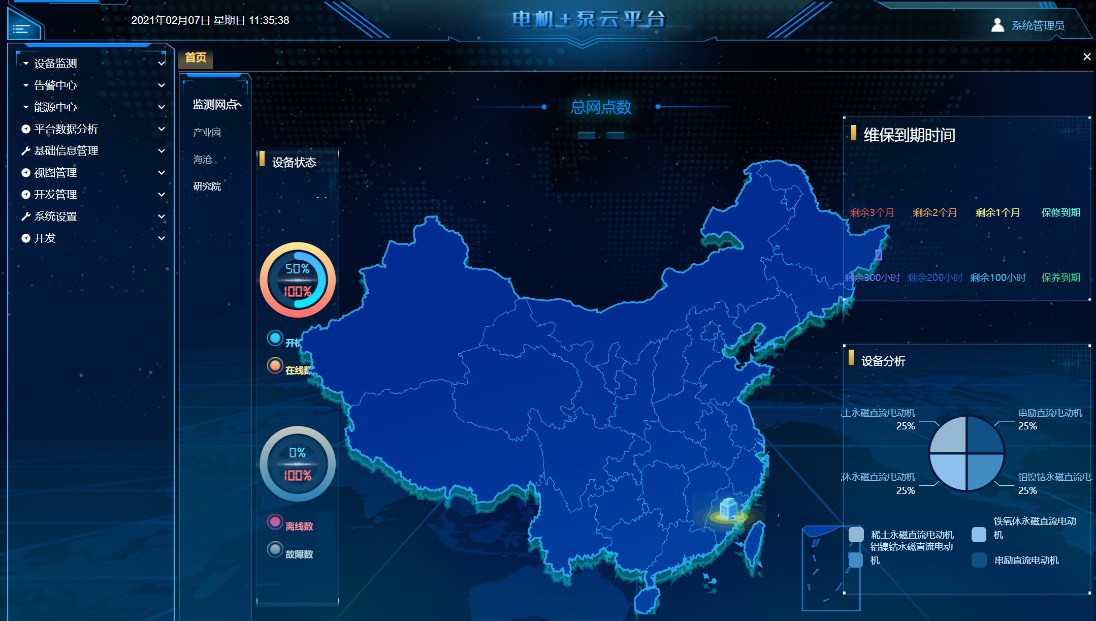 2021年02月07日 星期日 11:35:38
电机+泵云平台
系统管理员
首页
设备监测
告警中心
能源中心
平台数据分析
基础信息管理
视图管理
开发管理
系统设置
开发
监测网点
产业园
海沧
研究院
设备状态
50%
100%
开机
在线数
0%
100%
离线数
故障数
总网点数
维保到期时间
剩余3个月 剩余2个月 剩余1个月 保修到期
剩余300小时 剩余200小时 剩余100小时 保养到期
设备分析
土永磁直流电动机
25%
串励直流电动机
25%
体永磁直流电动机
25%
铝镍钴永磁直流电
25%
稀土永磁直流电动机
铁氧体永磁直流电动
机
铝镍钴永磁直流电动
机
串励直流电动机